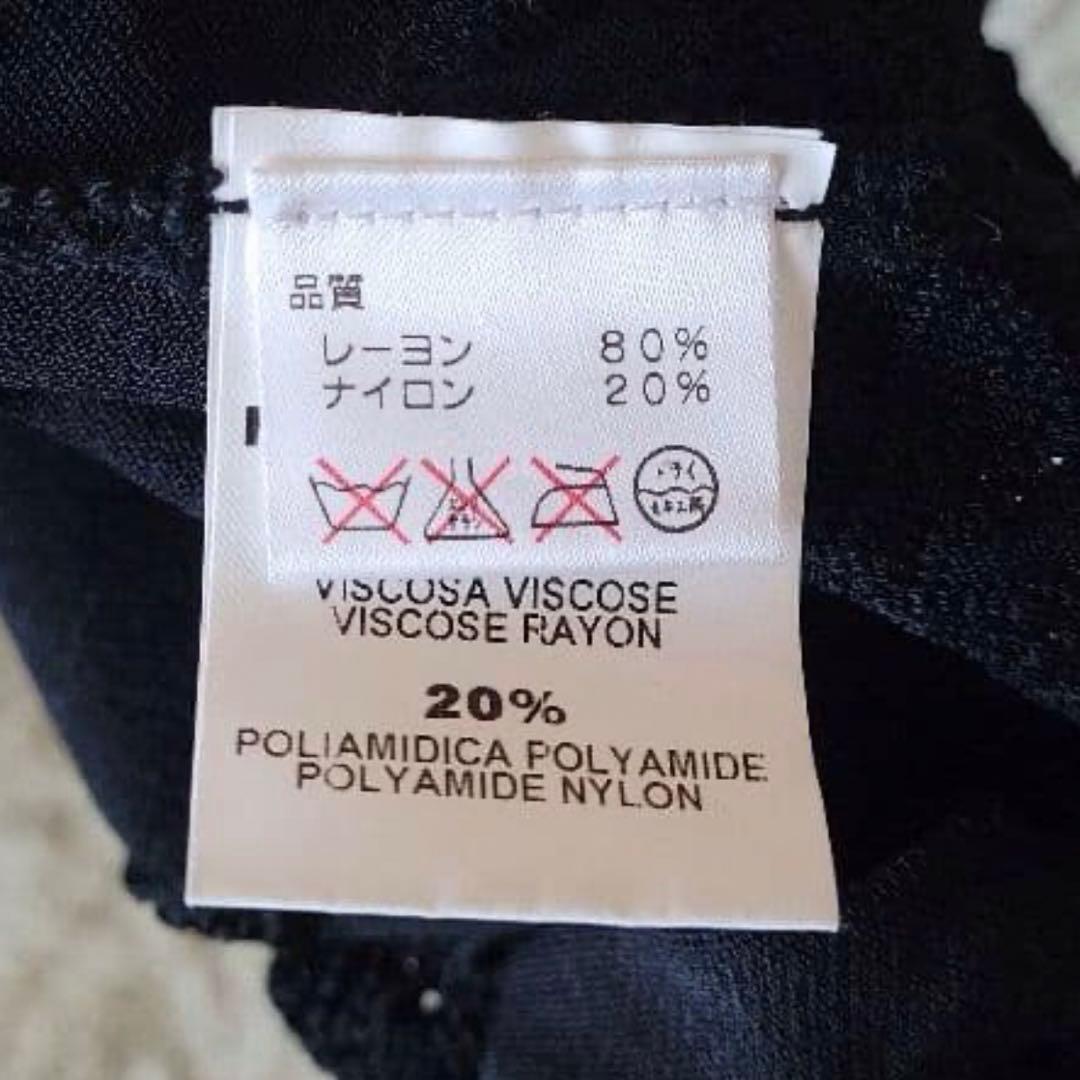 品質
レーヨン 80%
ナイロン 20%
VISCOSA VISCOSE
VISCOSE RAYON
20%
POLIAMIDICA POLYAMIDE
POLYAMIDE NYLON